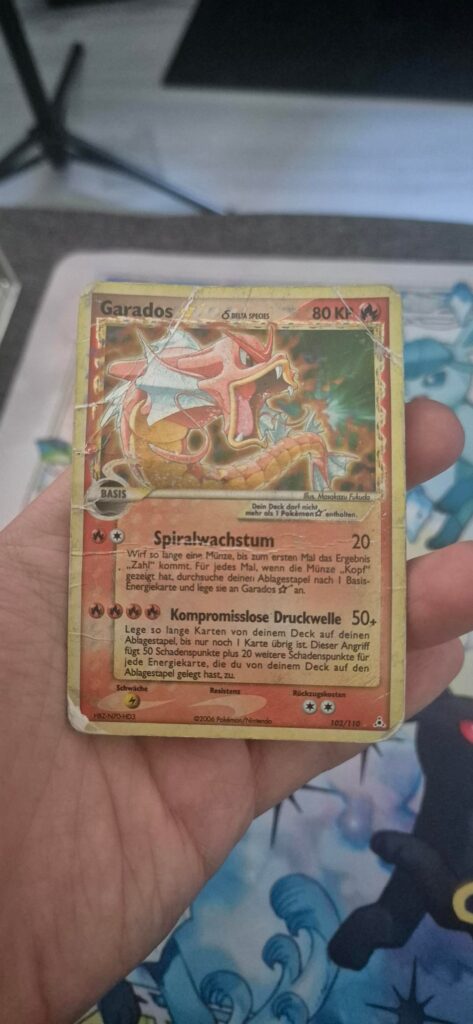 Garados ☆ δ DELTA SPECIES 80 KP
Illus. Masakazu Fukuda
BASIS
Dein Deck darf nicht
mehr als 1 Pokémon ☆ enthalten.
Spiralwachstum 20
Wirf so lange eine Münze, bis zum ersten Mal das Ergebnis
„Zahl" kommt. Für jedes Mal, wenn die Münze „Kopf"
gezeigt hat, durchsuche deinen Ablagestapel nach 1 Basis-
Energiekarte und lege sie an Garados ☆ an.
Kompromisslose Druckwelle 50+
Lege so lange Karten von deinem Deck auf deinen
Ablagestapel, bis nur noch 1 Karte übrig ist. Dieser Angriff
fügt 50 Schadenspunkte plus 20 weitere Schadenspunkte für
jede Energiekarte, die du von deinem Deck auf den
Ablagestapel gelegt hast, zu.
Schwäche Resistenz Rückzugskosten
©2006 Pokémon/Nintendo
102/110